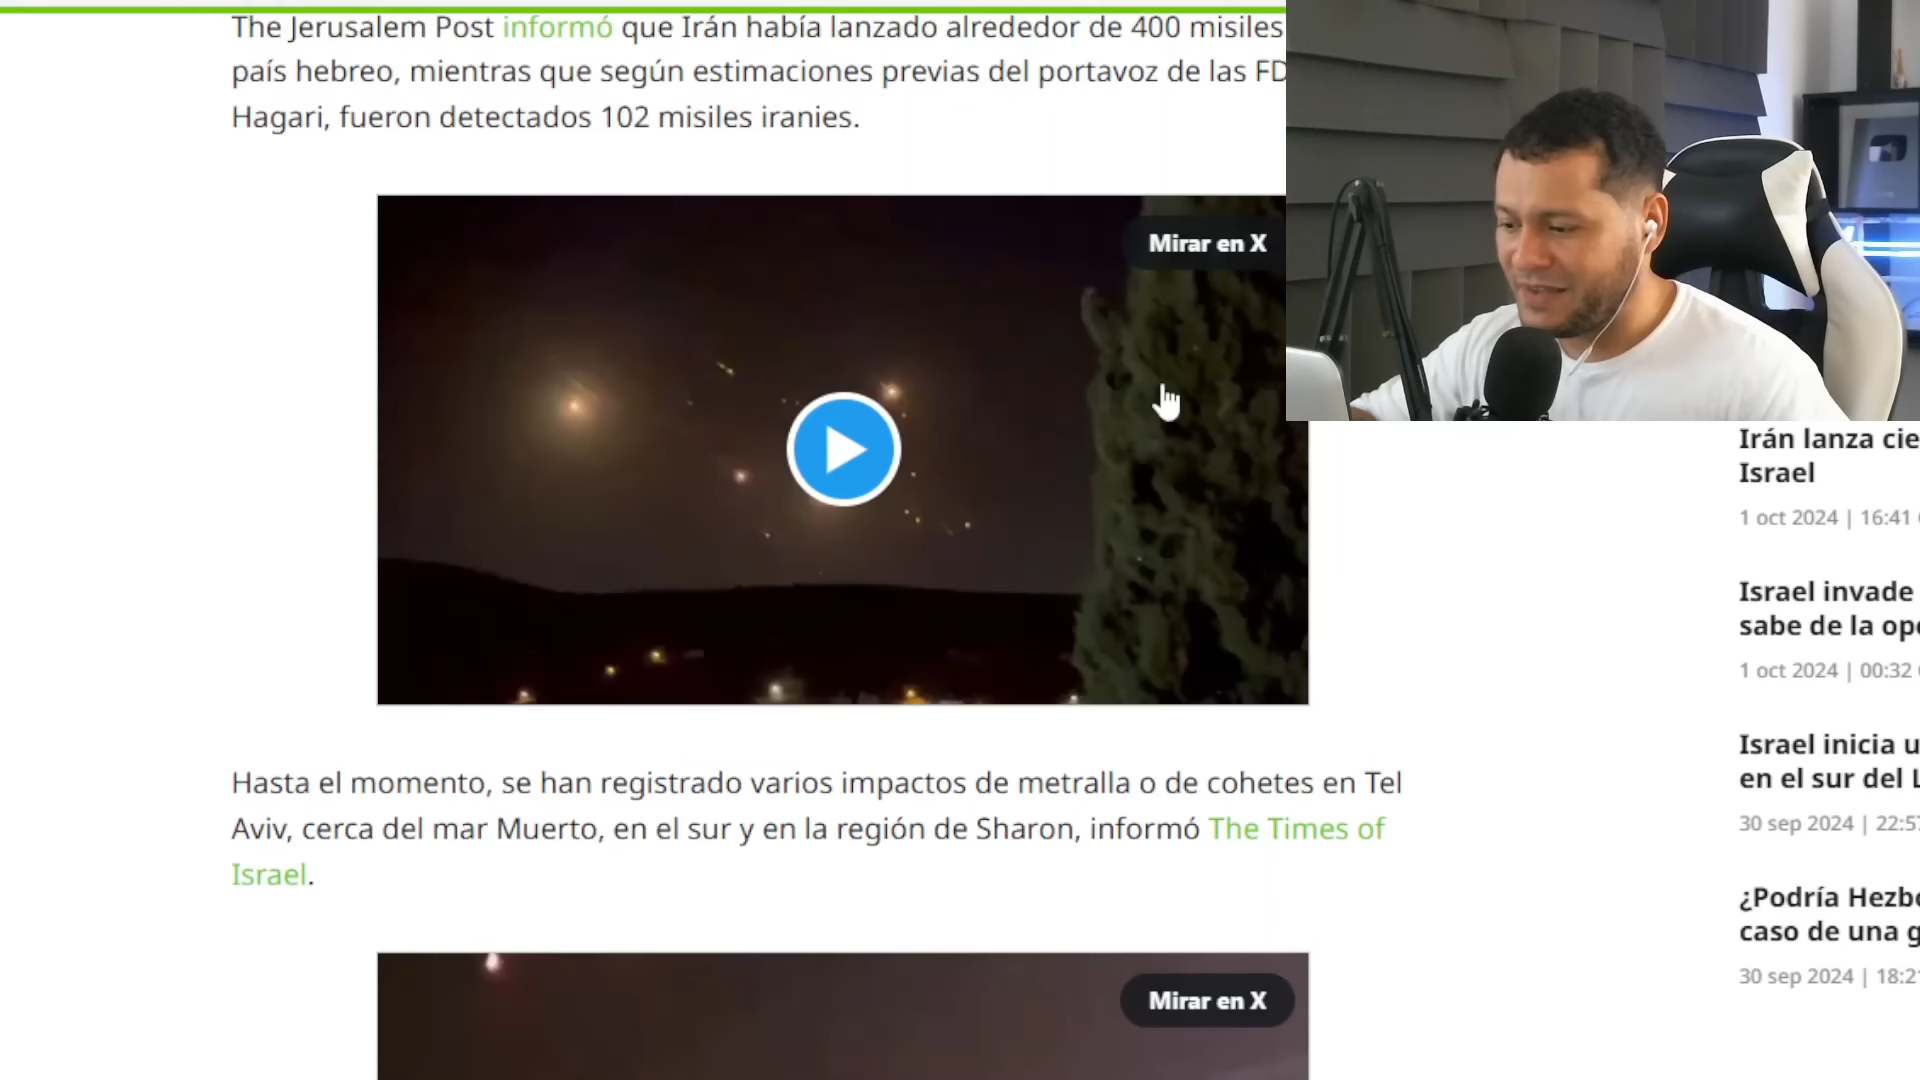 The Jerusalem Post informó que Irán había lanzado alrededor de 400 misiles
país hebreo, mientras que según estimaciones previas del portavoz de las FD
Hagari, fueron detectados 102 misiles iranies.
Mirar en X
Hasta el momento, se han registrado varios impactos de metralla o de cohetes en Tel
Aviv, cerca del mar Muerto, en el sur y en la región de Sharon, informó The Times of
Israel.
Mirar en X
Irán lanza cie
Israel
1 oct 2024 | 16:41
Israel invade
sabe de la ope
1 oct 2024 | 00:32
Israel inicia u
en el sur del L
30 sep 2024 | 22:57
¿Podría Hezbo
caso de una g
30 sep 2024 | 18:21